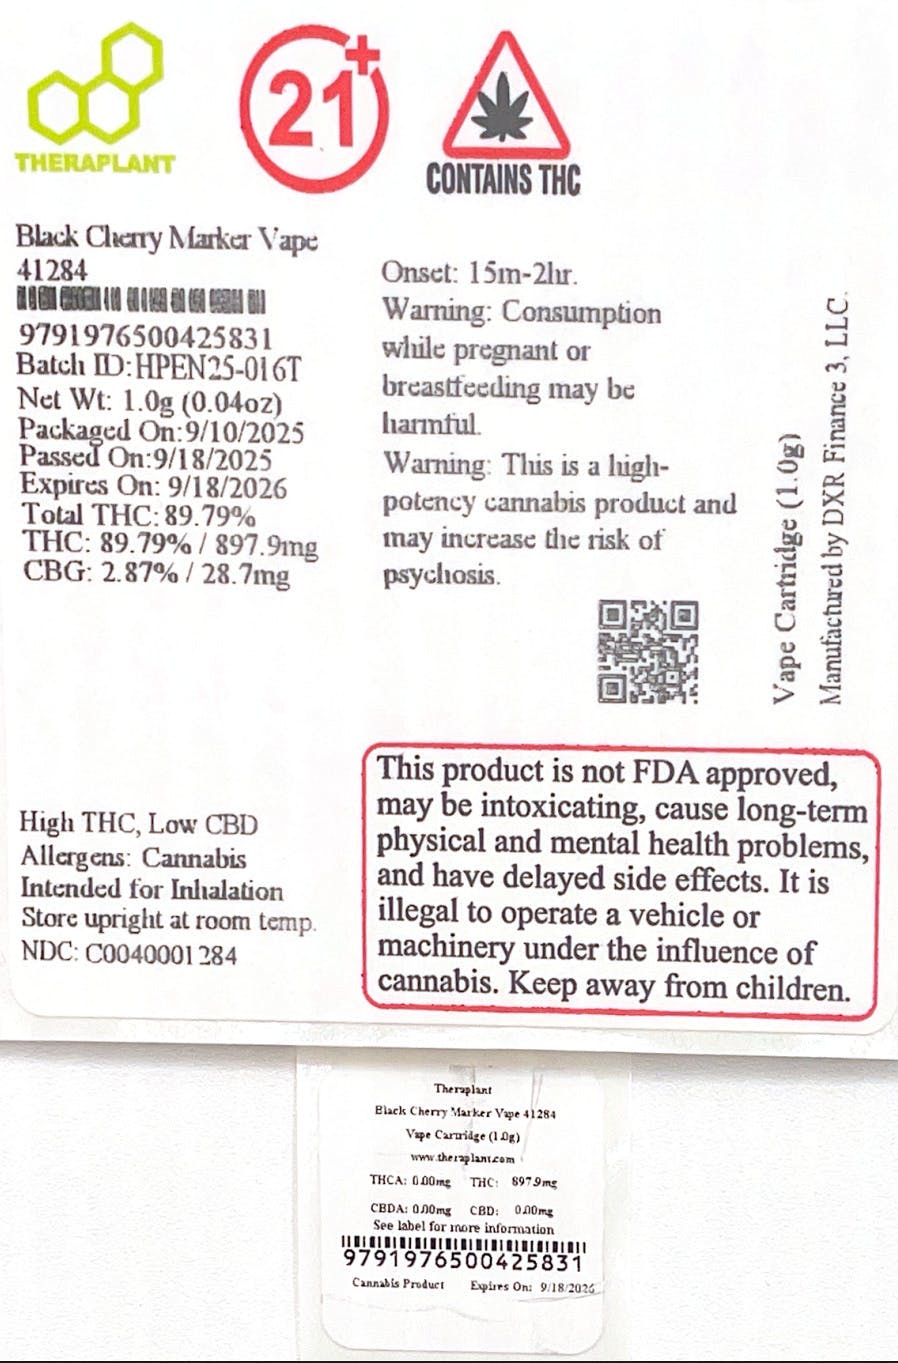 THERAPLANT
21+
CONTAINS THC
Black Cherry Marker Vape
41284
9791976500425831
Batch ID:HPEN25-016T
Net Wt: 1.0g (0.04oz)
Packaged On:9/10/2025
Passed On:9/18/2025
Expires On: 9/18/2026
Total THC: 89.79%
THC: 89.79% / 897.9mg
CBG: 2.87% / 28.7mg
High THC, Low CBD
Allergens: Cannabis
Intended for Inhalation
Store upright at room temp.
NDC: C0040001284
Onset: 15m-2hr.
Warning: Consumption
while pregnant or
breastfeeding may be
harmful.
Warning: This is a high-
potency cannabis product and
may increase the risk of
psychosis.
Vape Cartridge (1.0g)
Manufactured by DXR Finance 3, LLC.
This product is not FDA approved,
may be intoxicating, cause long-term
physical and mental health problems,
and have delayed side effects. It is
illegal to operate a vehicle or
machinery under the influence of
cannabis. Keep away from children.
Theraplant
Black Cherry Marker Vape 41284
Vape Cartridge (1.0g)
www.theraplant.com
THCA: 0.00mg THC: 897.9mg
CBDA: 0.00mg CBD: 0.00mg
See label for more information
9791976500425831
Cannabis Product Expires On: 9/18/2026